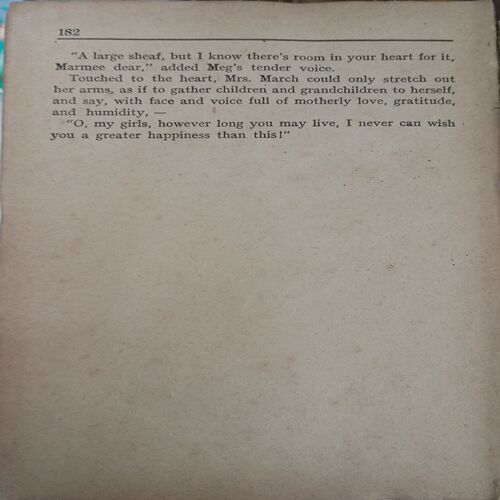 182
"A large sheaf, but I know there's room in your heart for it,
Marmee dear," added Meg's tender voice.
Touched to the heart, Mrs. March could only stretch out
her arms, as if to gather children and grandchildren to herself,
and say, with face and voice full of motherly love, gratitude,
and humidity, —
"O, my girls, however long you may live, I never can wish
you a greater happiness than this!"